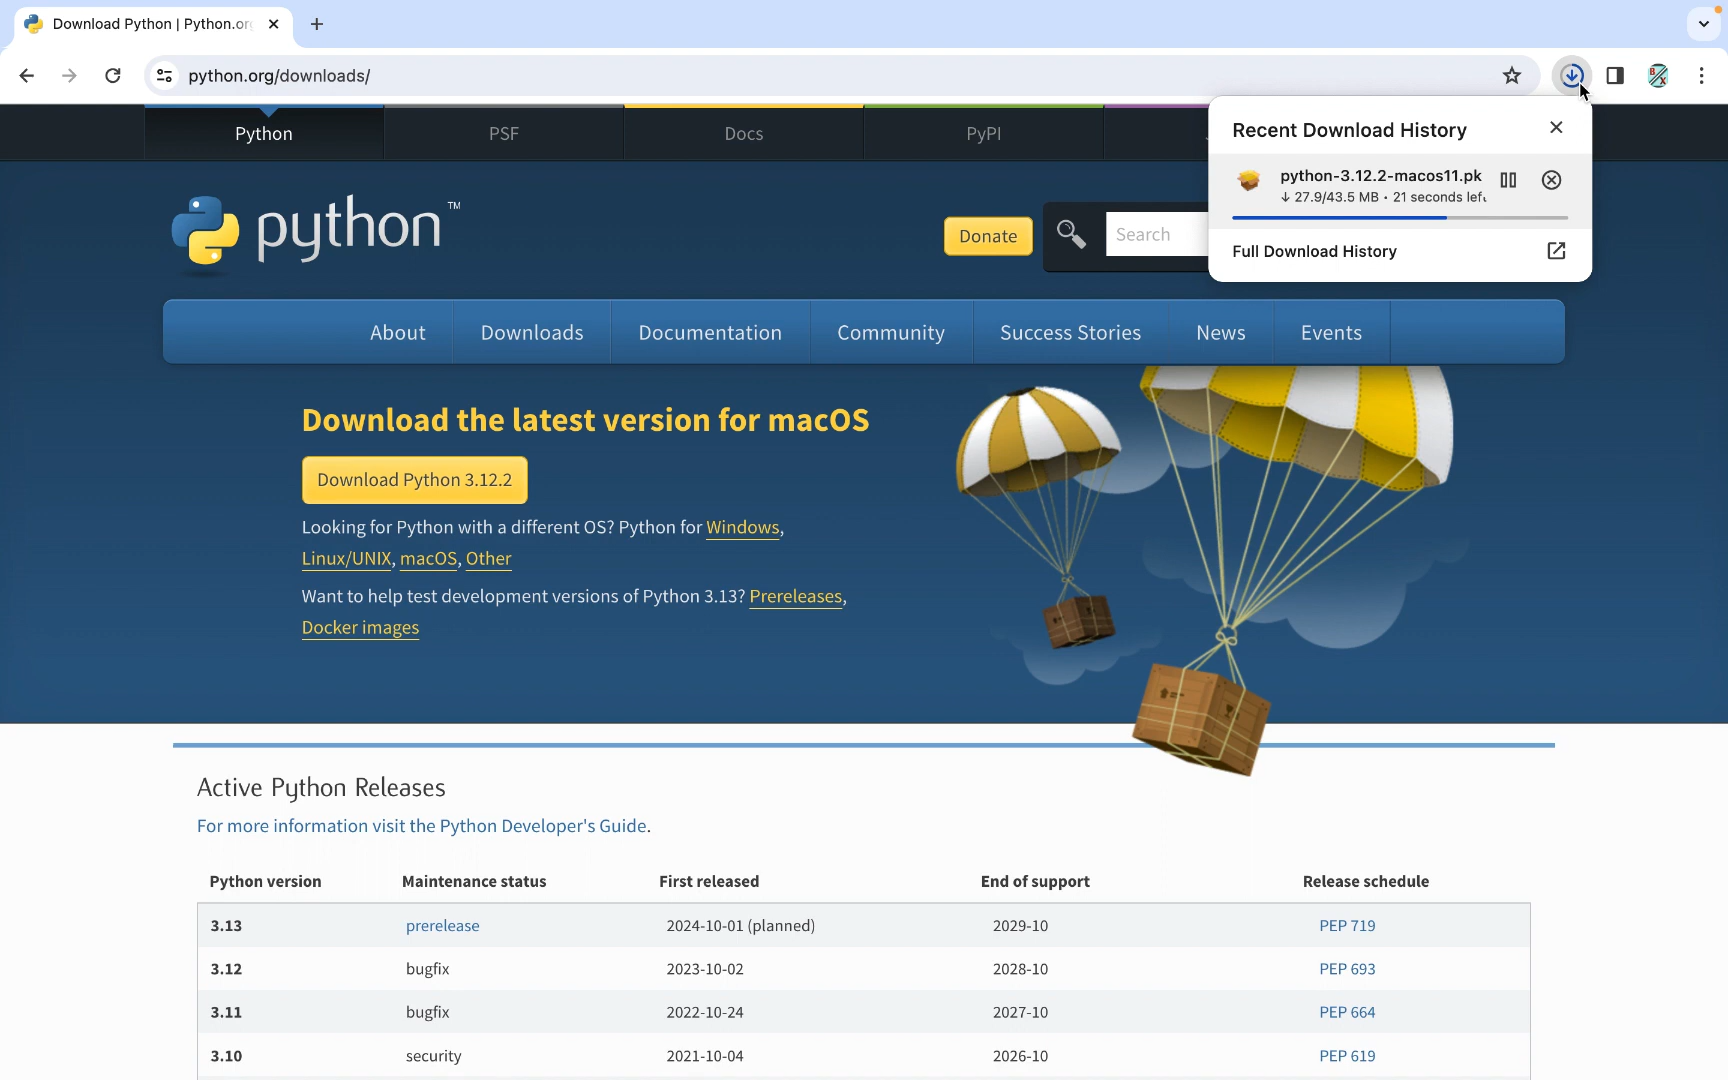 Download Python | Python.or
python.org/downloads/
Python
PSF
Docs
PyPI
Recent Download History
python-3.12.2-macos11.pk
↓ 27.9/43.5 MB • 21 seconds left
Full Download History
python™
Donate
Search
About
Downloads
Documentation
Community
Success Stories
News
Events
Download the latest version for macOS
Download Python 3.12.2
Looking for Python with a different OS? Python for Windows,
Linux/UNIX, macOS, Other
Want to help test development versions of Python 3.13? Prereleases,
Docker images
Active Python Releases
For more information visit the Python Developer's Guide.
Python version Maintenance status First released End of support Release schedule
3.13 prerelease 2024-10-01 (planned) 2029-10 PEP 719
3.12 bugfix 2023-10-02 2028-10 PEP 693
3.11 bugfix 2022-10-24 2027-10 PEP 664
3.10 security 2021-10-04 2026-10 PEP 619